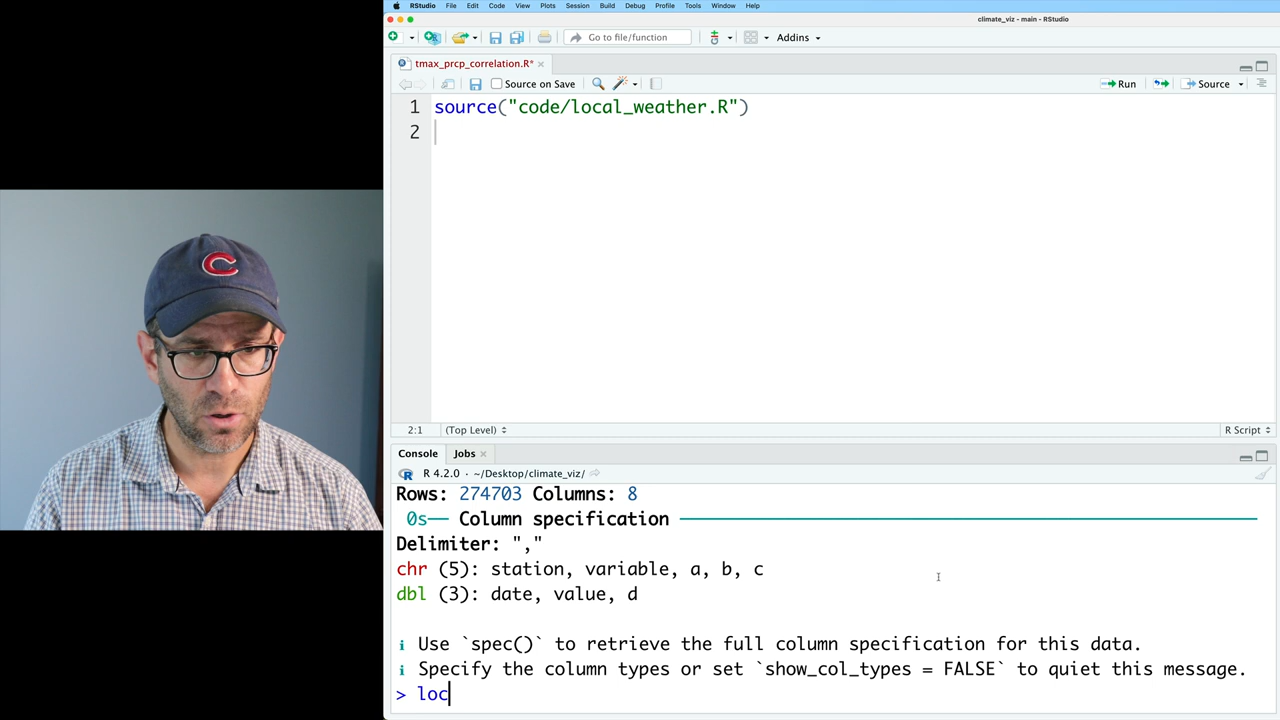 RStudio File Edit Code View Plots Session Build Debug Profile Tools Window Help
climate_viz - main - RStudio
Go to file/function Addins
tmax_prcp_correlation.R*
Source on Save Run Source
1 source("code/local_weather.R")
2
2:1 (Top Level) R Script
Console Jobs
R 4.2.0 · ~/Desktop/climate_viz/
Rows: 274703 Columns: 8
0s── Column specification
Delimiter: ","
chr (5): station, variable, a, b, c
dbl (3): date, value, d
ℹ Use `spec()` to retrieve the full column specification for this data.
ℹ Specify the column types or set `show_col_types = FALSE` to quiet this message.
> loc
C